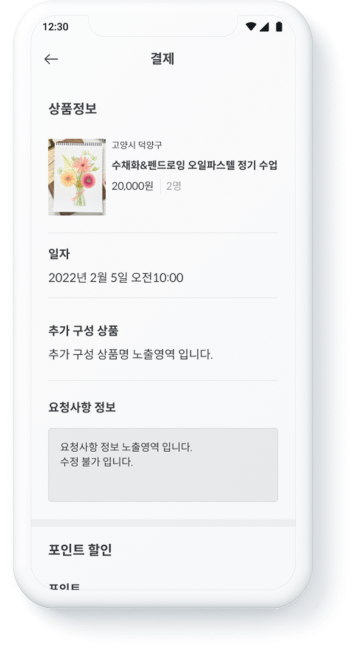 12:30
결제
상품정보
고양시 덕양구
수채화&펜드로잉 오일파스텔 정기 수업
20,000원 2명
일자
2022년 2월 5일 오전10:00
추가 구성 상품
추가 구성 상품명 노출영역 입니다.
요청사항 정보
요청사항 정보 노출영역 입니다.
수정 불가 입니다.
포인트 할인
포인트